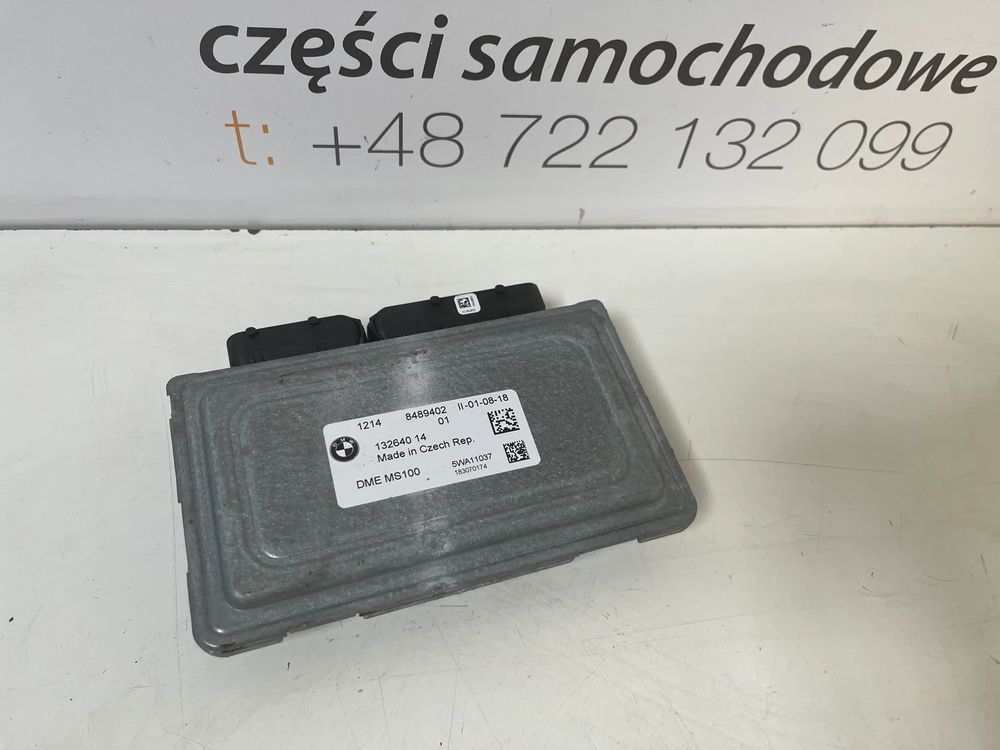 części samochodowe
t: +48 722 132 099
1214 8489402 II-01-08-18
01
132640 14
Made in Czech Rep.
DME MS100 5WA11037
183070174